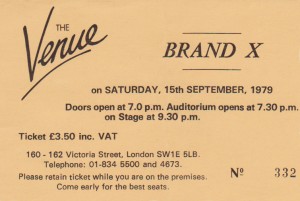 THE
Venue
BRAND X
on SATURDAY, 15th SEPTEMBER, 1979
Doors open at 7.0 p.m. Auditorium opens at 7.30 p.m.
on Stage at 9.30 p.m.
Ticket £3.50 inc. VAT
160 - 162 Victoria Street, London SW1E 5LB.
Telephone: 01-834 5500 and 4673.
Please retain ticket while you are on the premises.
Come early for the best seats.
Nº 332